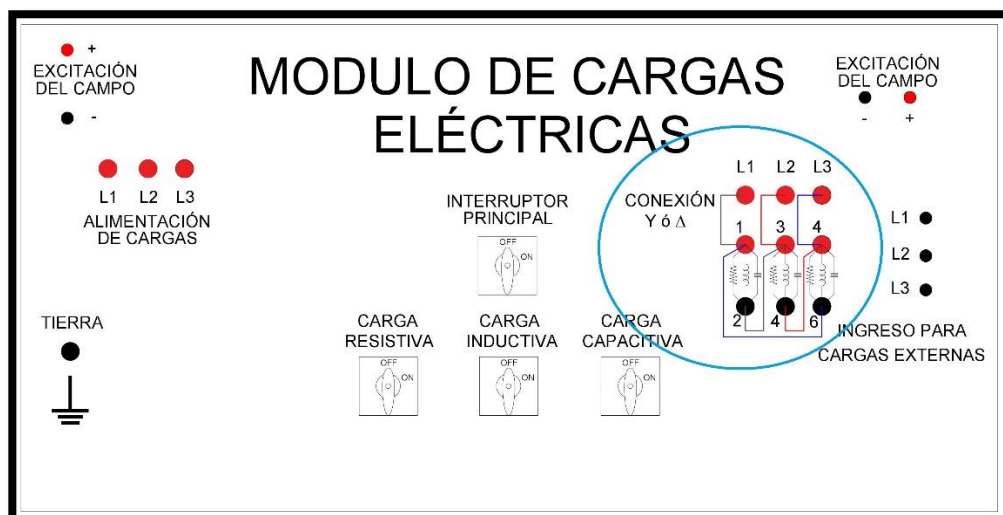 +
EXCITACIÓN
DEL CAMPO
-
MODULO DE CARGAS
ELÉCTRICAS
EXCITACIÓN
DEL CAMPO
- +
L1 L2 L3
ALIMENTACIÓN
DE CARGAS
INTERRUPTOR
PRINCIPAL
OFF
ON
CONEXIÓN
Y ó Δ
L1 L2 L3
1 3 4
2 4 6
L1
L2
L3
INGRESO PARA
CARGAS EXTERNAS
TIERRA
CARGA
RESISTIVA
OFF
ON
CARGA
INDUCTIVA
OFF
ON
CARGA
CAPACITIVA
OFF
ON